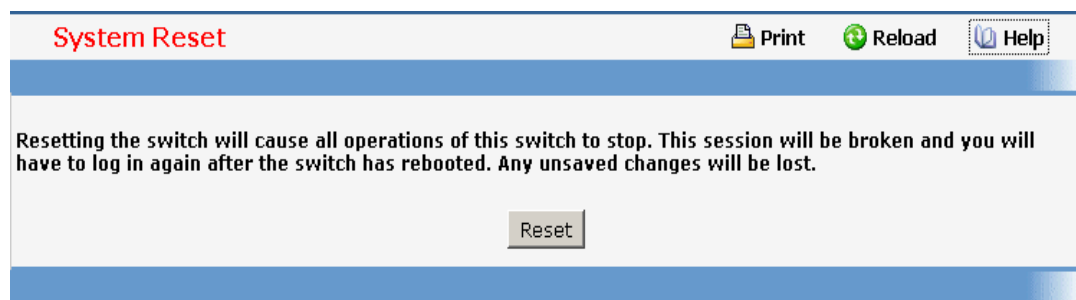 System Reset
Print
Reload
Help
Resetting the switch will cause all operations of this switch to stop. This session will be broken and you will
have to log in again after the switch has rebooted. Any unsaved changes will be lost.
Reset